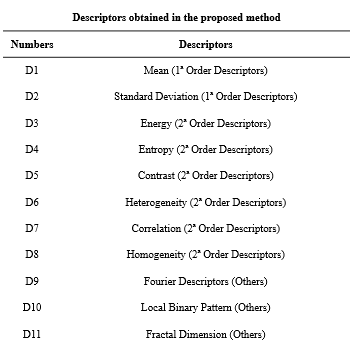 Descriptors obtained in the proposed method
Numbers Descriptors
D1 Mean (1ª Order Descriptors)
D2 Standard Deviation (1ª Order Descriptors)
D3 Energy (2ª Order Descriptors)
D4 Entropy (2ª Order Descriptors)
D5 Contrast (2ª Order Descriptors)
D6 Heterogeneity (2ª Order Descriptors)
D7 Correlation (2ª Order Descriptors)
D8 Homogeneity (2ª Order Descriptors)
D9 Fourier Descriptors (Others)
D10 Local Binary Pattern (Others)
D11 Fractal Dimension (Others)